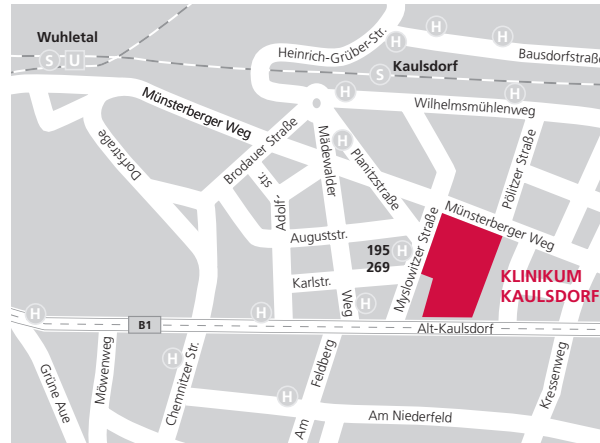 H
H
H
Wuhletal
Heinrich-Grüber-Str.
Bausdorfstraße
S U
Kaulsdorf
S
H
H
Wilhelmsmühlenweg
Münsterberger Weg
Dorfstraße
Brodauer Straße
Mädewalder
Weg
H
Planitzstraße
Pölitzer Straße
Adolf-
str.
Münsterberger Weg
Auguststr.
195
269
H
Myslowitzer Straße
Karlstr.
KLINIKUM
KAULSDORF
H
B1
H
H
Alt-Kaulsdorf
Grüne Aue
Möwenweg
H
Chemnitzer Str.
Am
Feldberg
Kressenweg
H
Am Niederfeld